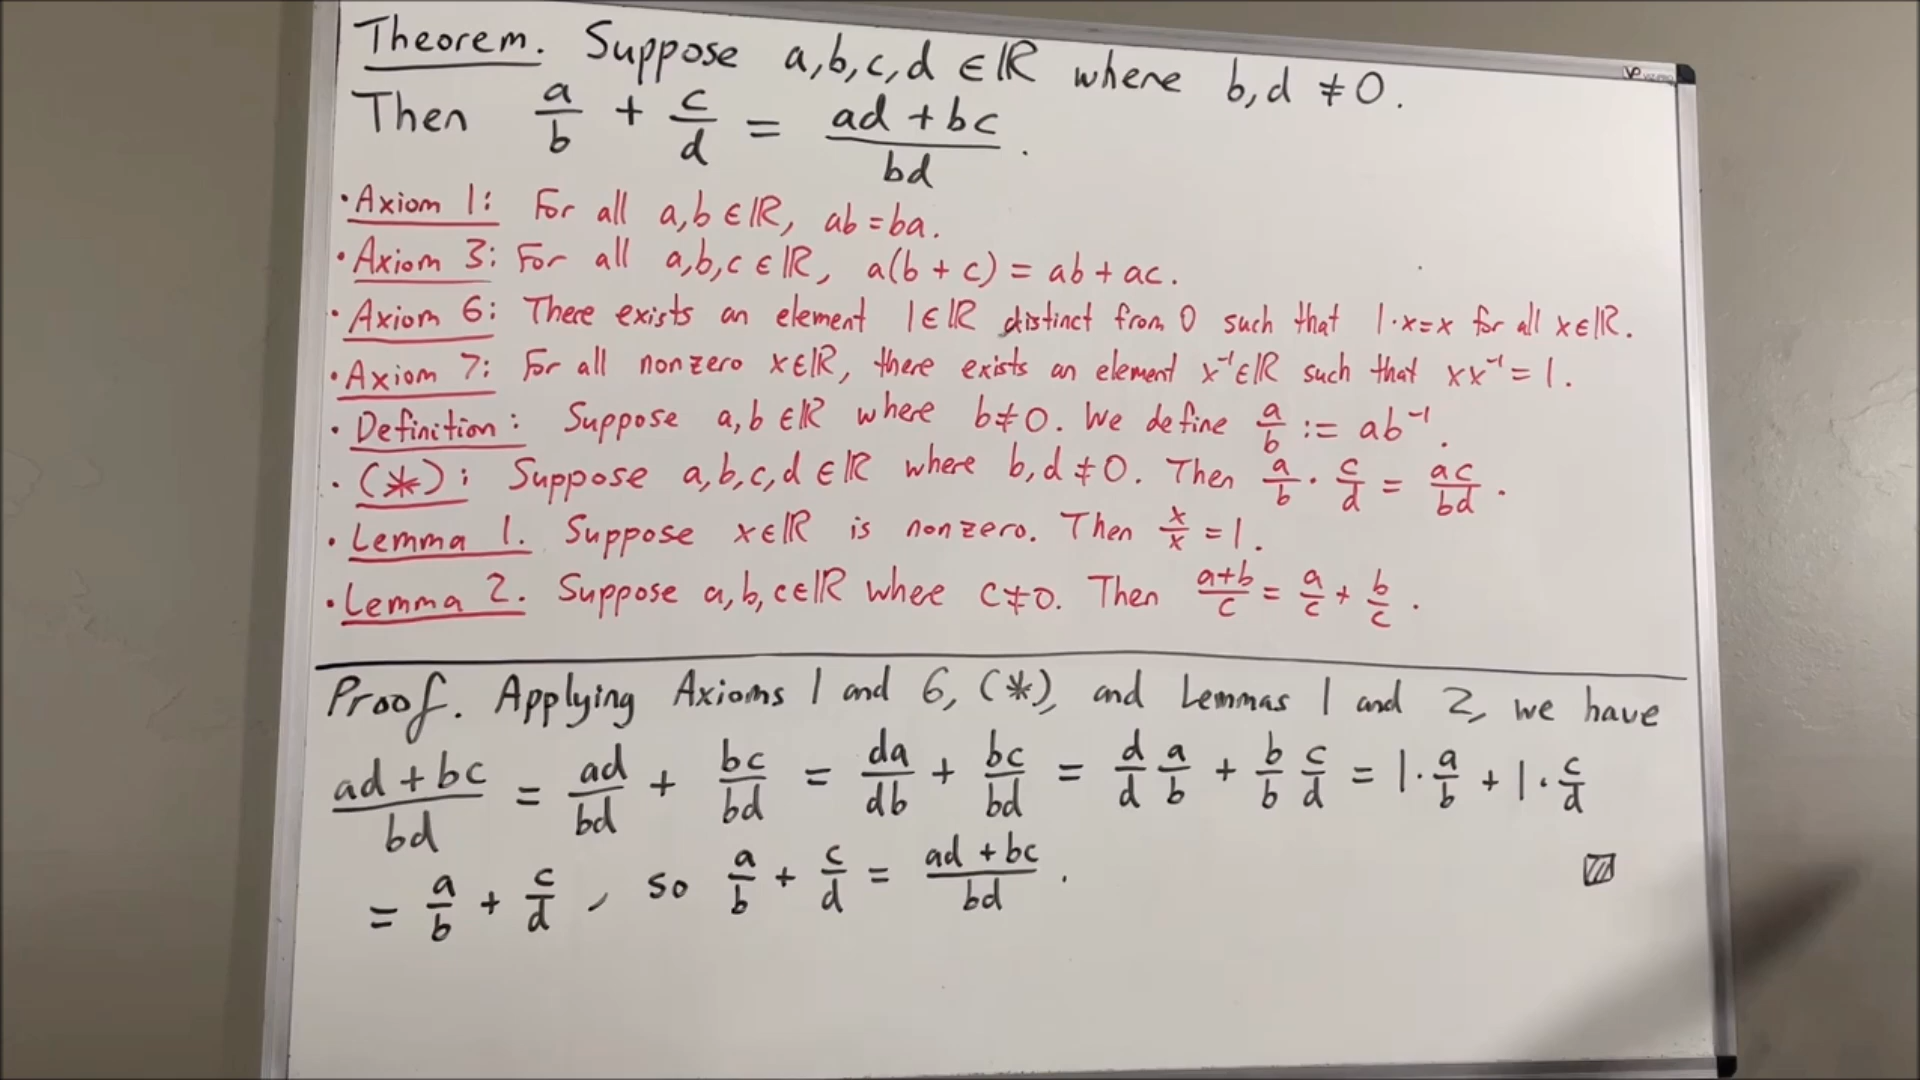 Theorem. Suppose a,b,c,d ∈ ℝ where b,d ≠ 0.
Then a/b + c/d = (ad + bc)/bd.
• Axiom 1: For all a,b ∈ ℝ, ab = ba.
• Axiom 3: For all a,b,c ∈ ℝ, a(b + c) = ab + ac.
• Axiom 6: There exists an element 1 ∈ ℝ distinct from 0 such that 1·x = x for all x ∈ ℝ.
• Axiom 7: For all nonzero x ∈ ℝ, there exists an element x⁻¹ ∈ ℝ such that xx⁻¹ = 1.
• Definition: Suppose a,b ∈ ℝ where b ≠ 0. We define a/b := ab⁻¹.
• (*): Suppose a,b,c,d ∈ ℝ where b,d ≠ 0. Then a/b · c/d = ac/bd.
• Lemma 1. Suppose x ∈ ℝ is nonzero. Then x/x = 1.
• Lemma 2. Suppose a,b,c ∈ ℝ whee c ≠ 0. Then (a+b)/c = a/c + b/c.
Proof. Applying Axioms 1 and 6, (*), and Lemmas 1 and 2, we have
(ad + bc)/bd = ad/bd + bc/bd = da/db + bc/bd = d/d a/b + b/b c/d = 1·a/b + 1·c/d
= a/b + c/d, so a/b + c/d = (ad + bc)/bd.